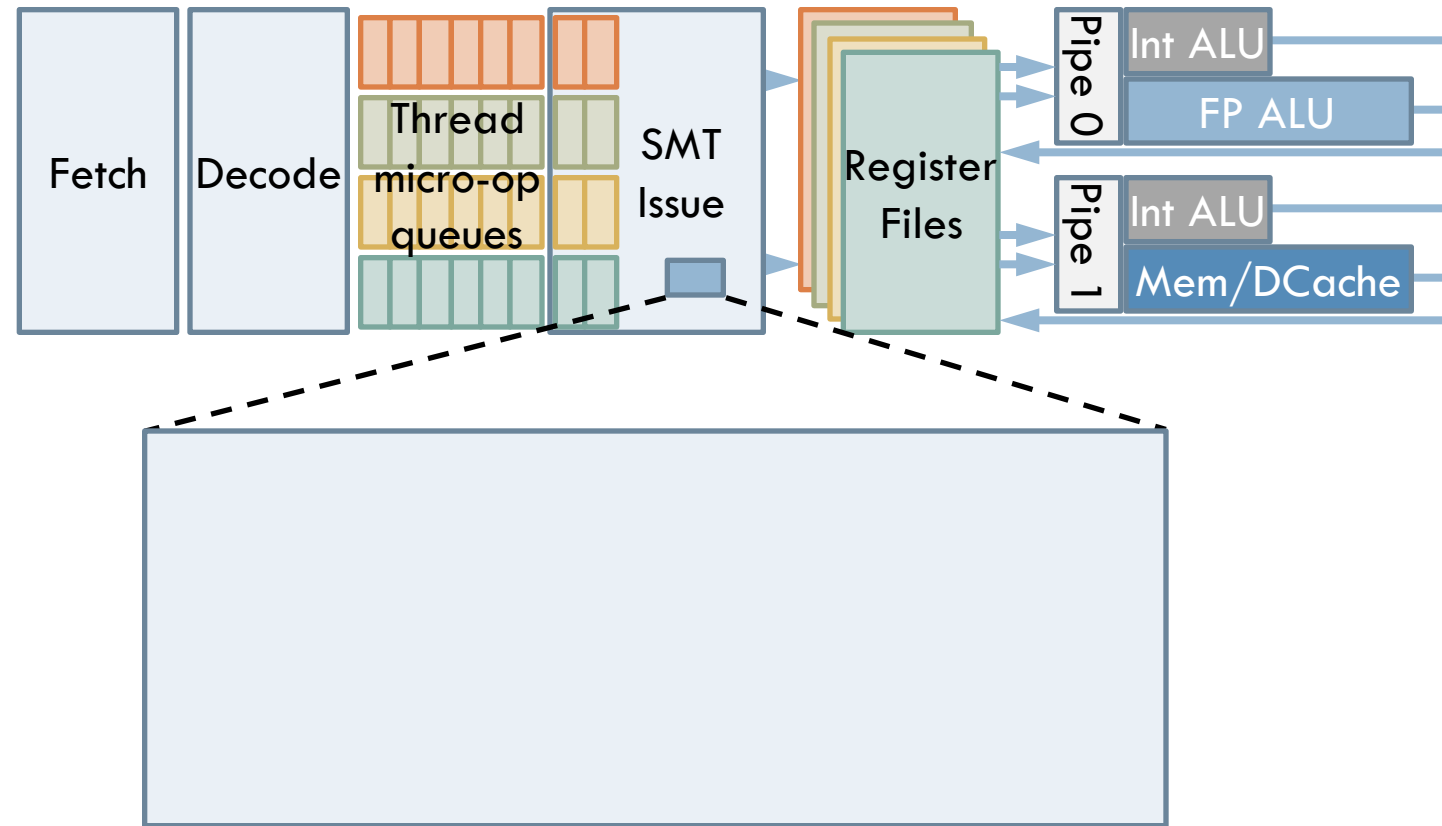 Fetch
Decode
Thread
micro-op
queues
SMT
Issue
Register
Files
Pipe 0
Int ALU
FP ALU
Pipe 1
Int ALU
Mem/DCache